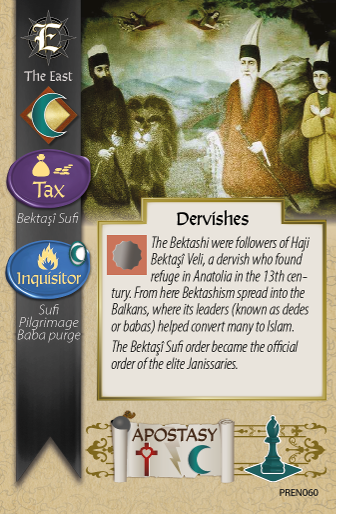 E
The East
Tax
Bektaşî Sufi
Inquisitor
Sufi
Pilgrimage
Baba purge
Dervishes
The Bektashi were followers of Haji
Bektaşî Veli, a dervish who found
refuge in Anatolia in the 13th cen-
tury. From here Bektashism spread into the
Balkans, where its leaders (known as dedes
or babas) helped convert many to Islam.
The Bektaşî Sufi order became the official
order of the elite Janissaries.
APOSTASY
PREN060